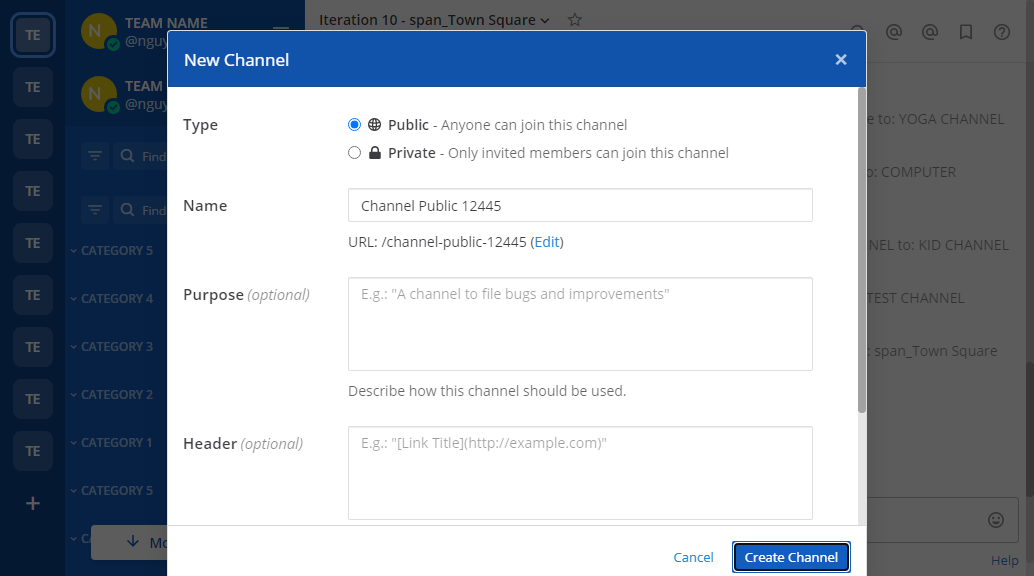 TE
TE
TE
TE
TE
TE
TE
TE
TE
+
N
TEAM NAME
@nguy
N
TEAM
@nguy
Find
Find
CATEGORY 5
CATEGORY 4
CATEGORY 3
CATEGORY 2
CATEGORY 1
CATEGORY 5
Iteration 10 - span_Town Square
New Channel
×
Type
Public - Anyone can join this channel
Private - Only invited members can join this channel
Name
Channel Public 12445
URL: /channel-public-12445 (Edit)
Purpose (optional)
E.g.: "A channel to file bugs and improvements"
Describe how this channel should be used.
Header (optional)
E.g.: "[Link Title](http://example.com)"
Cancel
Create Channel
to: YOGA CHANNEL
: COMPUTER
NEL to: KID CHANNEL
TEST CHANNEL
: span_Town Square
Help